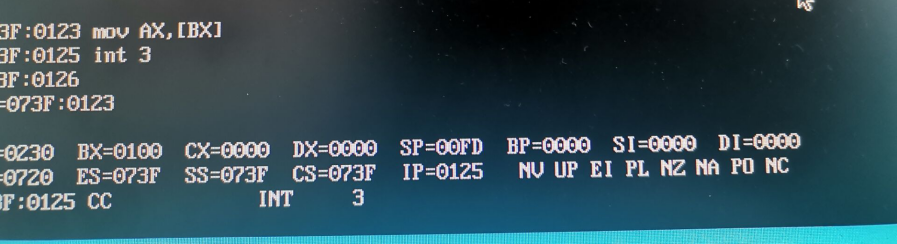 3F:0123 mov AX,[BX]
3F:0125 int 3
3F:0126
=073F:0123
=0230 BX=0100 CX=0000 DX=0000 SP=00FD BP=0000 SI=0000 DI=0000
=0720 ES=073F SS=073F CS=073F IP=0125 NV UP EI PL NZ NA PO NC
3F:0125 CC INT 3